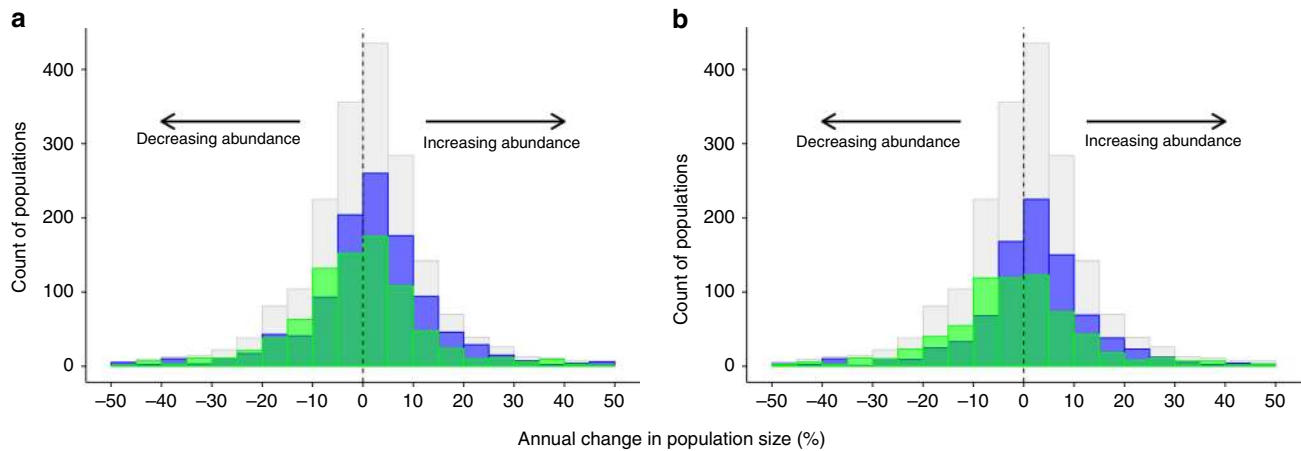 a
b
Count of populations
400
300
200
100
0
Decreasing abundance
Increasing abundance
–50 –40 –30 –20 –10 0 10 20 30 40 50
Count of populations
400
300
200
100
0
Decreasing abundance
Increasing abundance
–50 –40 –30 –20 –10 0 10 20 30 40 50
Annual change in population size (%)